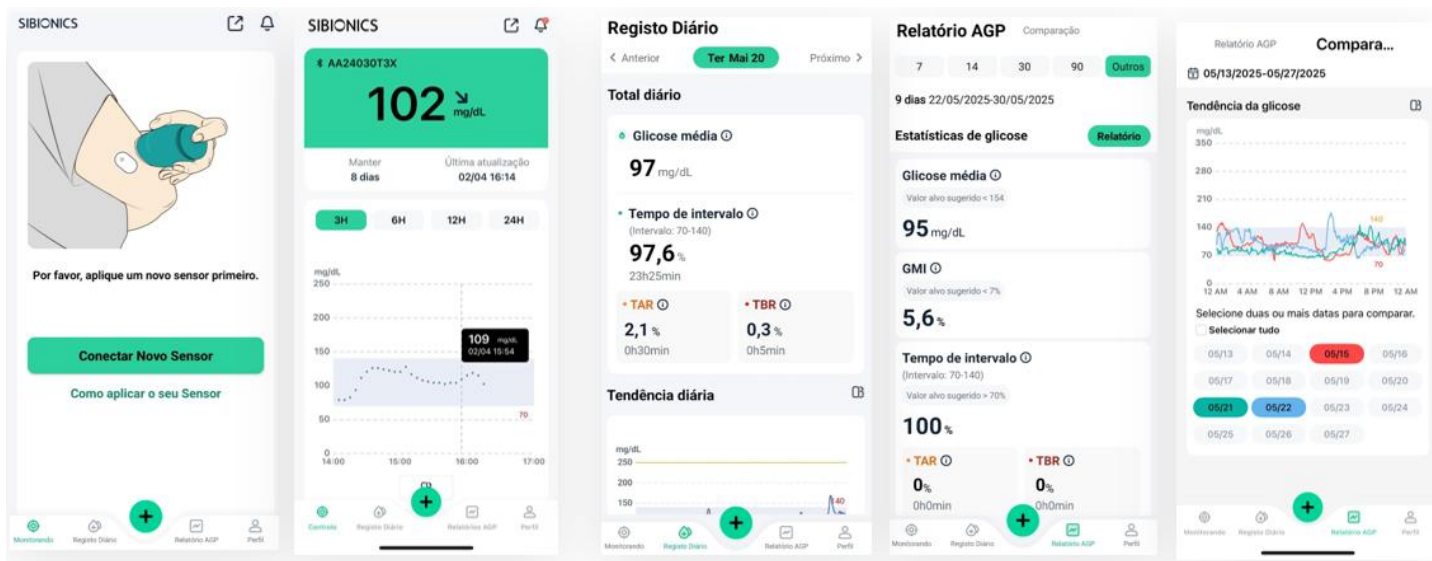 SIBIONICS
Por favor, aplique um novo sensor primeiro.
Conectar Novo Sensor
Como aplicar o seu Sensor
Monitorando
Registo Diário
+
Relatório AGP
Perfil
SIBIONICS
AA24030T3X
102 mg/dL
Manter
8 dias
Última atualização
02/04 16:14
3H 6H 12H 24H
mg/dL
250
200
150
100
50
0
109 mg/dL
02/04 15:54
70
14:00 15:00 16:00 17:00
Controlo
Registo Diário
+
Relatórios AGP
Perfil
Registo Diário
< Anterior
Ter Mai 20
Próximo >
Total diário
Glicose média
97 mg/dL
Tempo de intervalo
(Intervalo: 70-140)
97,6 %
23h25min
TAR
2,1 %
0h30min
TBR
0,3 %
0h5min
Tendência diária
mg/dL
250
200
150
140
Monitorando
Registo Diário
+
Relatório AGP
Perfil
Relatório AGP Comparação
7 14 30 90 Outros
9 dias 22/05/2025-30/05/2025
Estatísticas de glicose
Relatório
Glicose média
Valor alvo sugerido < 154
95 mg/dL
GMI
Valor alvo sugerido < 7%
5,6 %
Tempo de intervalo
(Intervalo: 70-140)
Valor alvo sugerido > 70%
100 %
TAR
0%
0h0min
TBR
0%
0h0min
Monitorando
Registo Diário
+
Relatório AGP
Perfil
Relatório AGP Compara...
05/13/2025-05/27/2025
Tendência da glicose
mg/dL
350
280
210
140
70
0
140
70
12 AM 4 AM 8 AM 12 PM 4 PM 8 PM 12 AM
Selecione duas ou mais datas para comparar.
Selecionar tudo
05/13 05/14 05/15 05/16
05/17 05/18 05/19 05/20
05/21 05/22 05/23 05/24
05/25 05/26 05/27
Monitorando
Registo Diário
+
Relatório AGP
Perfil